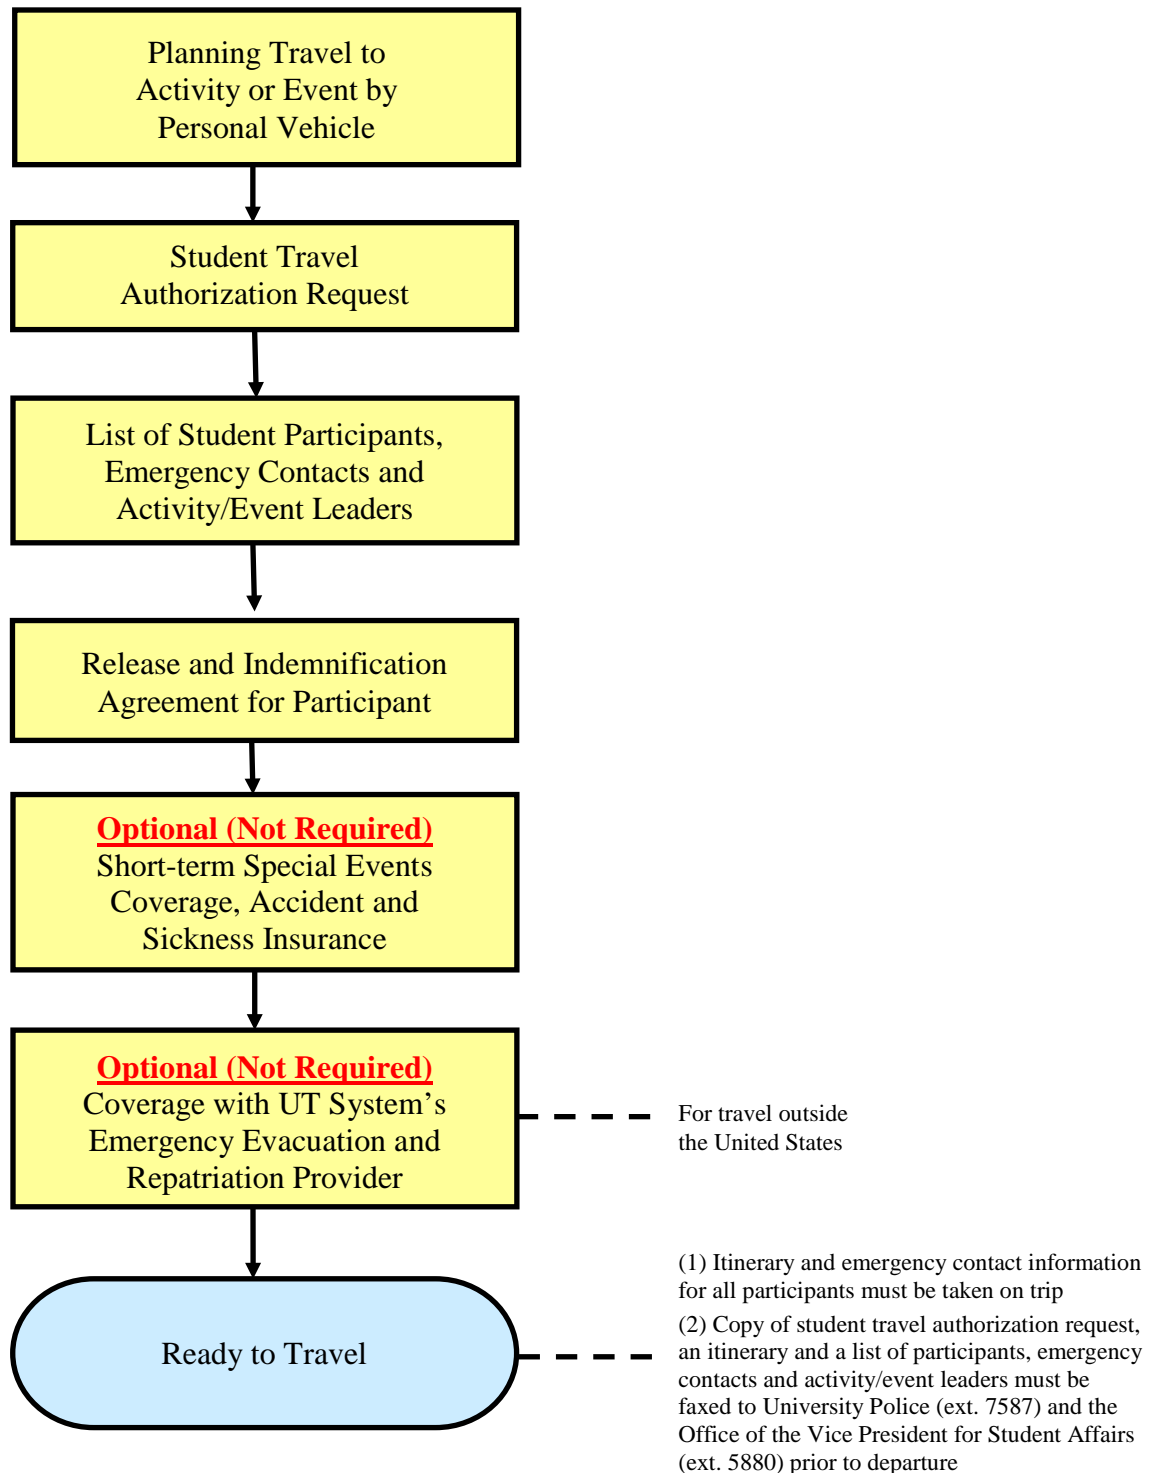 Planning Travel to
Activity or Event by
Personal Vehicle
Student Travel
Authorization Request
List of Student Participants,
Emergency Contacts and
Activity/Event Leaders
Release and Indemnification
Agreement for Participant
Optional (Not Required)
Short-term Special Events
Coverage, Accident and
Sickness Insurance
Optional (Not Required)
Coverage with UT System’s
Emergency Evacuation and
Repatriation Provider
For travel outside
the United States
Ready to Travel
(1) Itinerary and emergency contact information
for all participants must be taken on trip
(2) Copy of student travel authorization request,
an itinerary and a list of participants, emergency
contacts and activity/event leaders must be
faxed to University Police (ext. 7587) and the
Office of the Vice President for Student Affairs
(ext. 5880) prior to departure